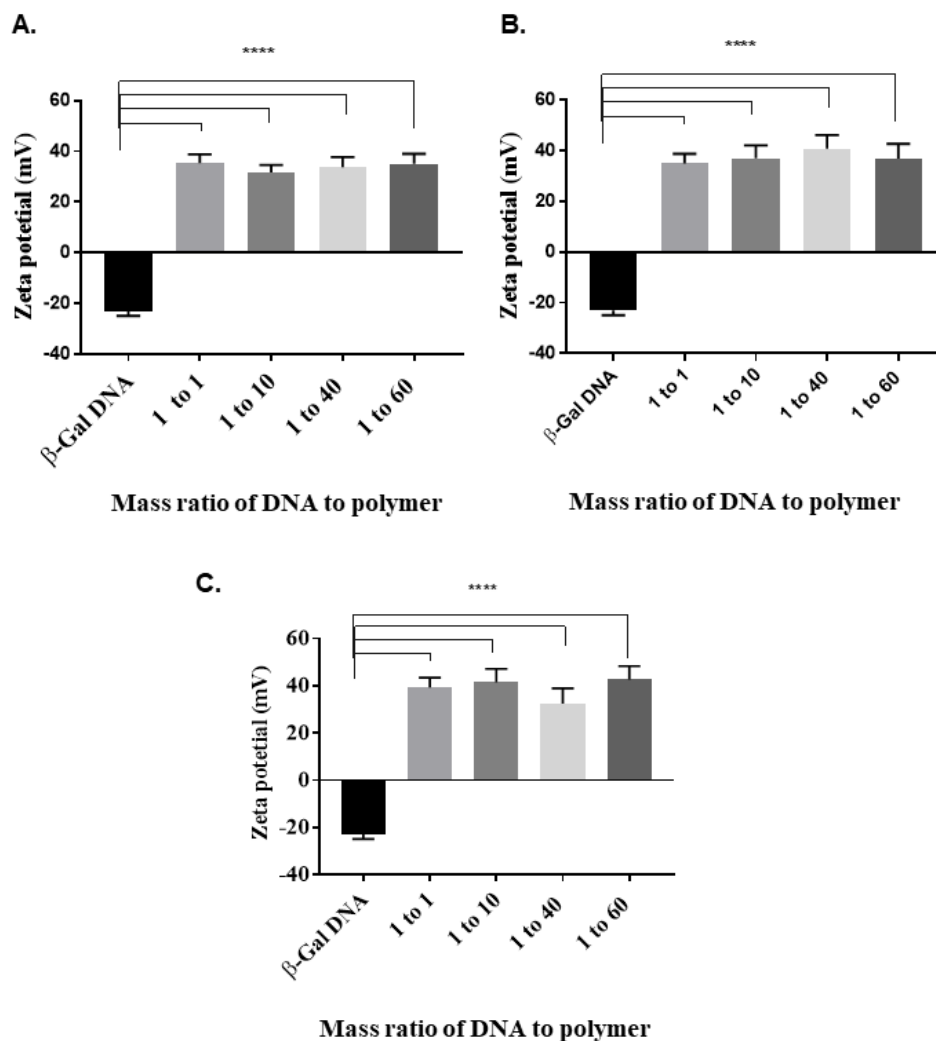 A.
****
Zeta potetial (mV)
60
40
20
0
-20
-40
β-Gal DNA
1 to 1
1 to 10
1 to 40
1 to 60
Mass ratio of DNA to polymer
B.
****
Zeta potetial (mV)
60
40
20
0
-20
-40
β-Gal DNA
1 to 1
1 to 10
1 to 40
1 to 60
Mass ratio of DNA to polymer
C.
****
Zeta potetial (mV)
60
40
20
0
-20
-40
β-Gal DNA
1 to 1
1 to 10
1 to 40
1 to 60
Mass ratio of DNA to polymer